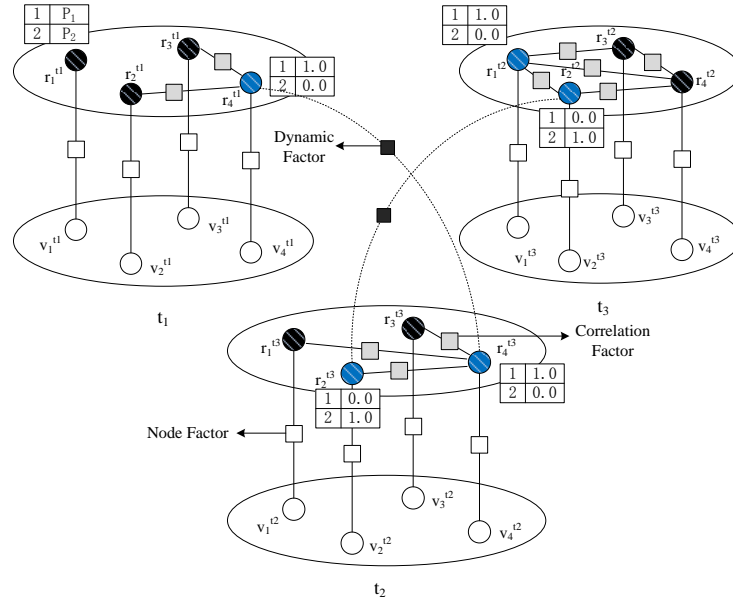 1 P₁
2 P₂
r₁ᵗ¹
r₂ᵗ¹
r₃ᵗ¹
r₄ᵗ¹
1 1.0
2 0.0
v₁ᵗ¹
v₂ᵗ¹
v₃ᵗ¹
v₄ᵗ¹
t₁
Dynamic
Factor
1 1.0
2 0.0
r₁ᵗ²
r₂ᵗ²
r₃ᵗ²
r₄ᵗ²
1 0.0
2 1.0
v₁ᵗ³
v₂ᵗ³
v₃ᵗ³
v₄ᵗ³
t₃
r₁ᵗ³
r₂ᵗ³
r₃ᵗ³
r₄ᵗ³
Correlation
Factor
1 0.0
2 1.0
1 1.0
2 0.0
Node Factor
v₁ᵗ²
v₂ᵗ²
v₃ᵗ²
v₄ᵗ²
t₂